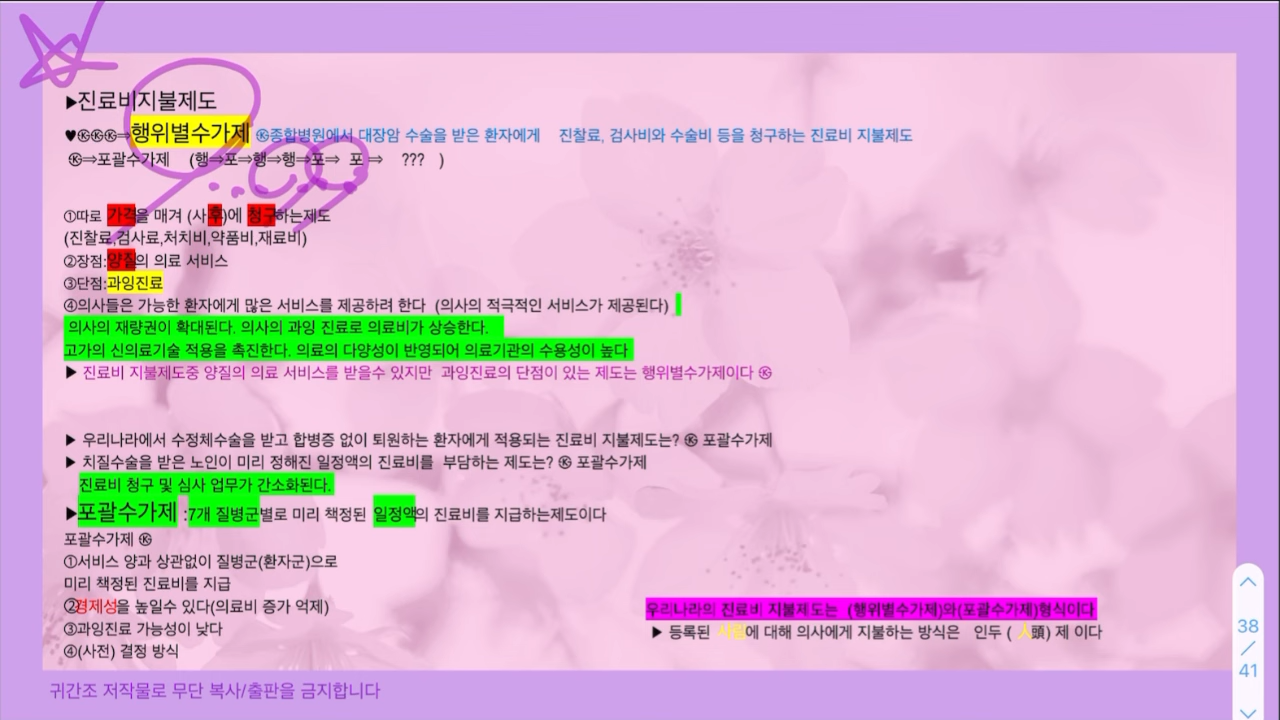 ▶진료비지불제도
♥㉿㉿㉿⇒행위별수가제 ㉿종합병원에서 대장암 수술을 받은 환자에게 진찰료, 검사비와 수술비 등을 청구하는 진료비 지불제도
㉿⇒포괄수가제 (행⇒포⇒행⇒행⇒포⇒ 포 ⇒ ??? )
①따로 가격을 매겨 (사後)에 청구하는제도
(진찰료,검사료,처치비,약품비,재료비)
②장점:양질의 의료 서비스
③단점:과잉진료
④의사들은 가능한 환자에게 많은 서비스를 제공하려 한다 (의사의 적극적인 서비스가 제공된다)
의사의 재량권이 확대된다. 의사의 과잉 진료로 의료비가 상승한다.
고가의 신의료기술 적용을 촉진한다. 의료의 다양성이 반영되어 의료기관의 수용성이 높다
▶ 진료비 지불제도중 양질의 의료 서비스를 받을수 있지만 과잉진료의 단점이 있는 제도는 행위별수가제이다 ㉿
▶ 우리나라에서 수정체수술을 받고 합병증 없이 퇴원하는 환자에게 적용되는 진료비 지불제도는? ㉿ 포괄수가제
▶ 치질수술을 받은 노인이 미리 정해진 일정액의 진료비를 부담하는 제도는? ㉿ 포괄수가제
진료비 청구 및 심사 업무가 간소화된다.
▶포괄수가제 :7개 질병군별로 미리 책정된 일정액의 진료비를 지급하는제도이다
포괄수가제 ㉿
①서비스 양과 상관없이 질병군(환자군)으로
미리 책정된 진료비를 지급
②경제성을 높일수 있다(의료비 증가 억제)
③과잉진료 가능성이 낮다
④(사전) 결정 방식
우리나라의 진료비 지불제도는 (행위별수가제)와(포괄수가제)형식이다
▶ 등록된 사람에 대해 의사에게 지불하는 방식은 인두 ( 人頭) 제 이다
38
/
41
귀간조 저작물로 무단 복사/출판을 금지합니다